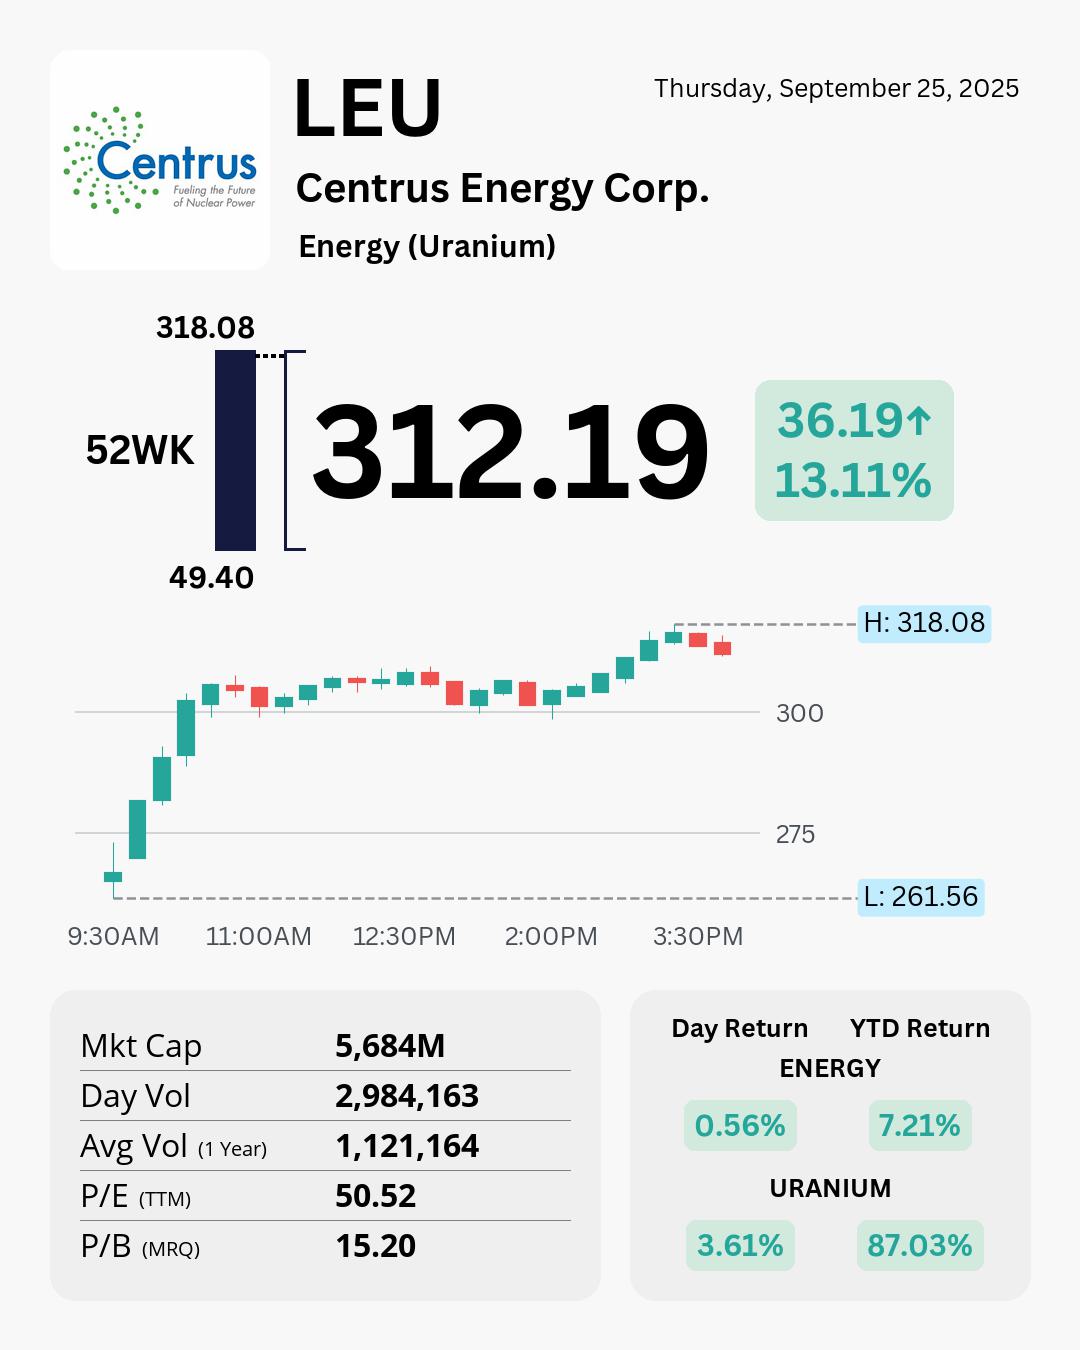 Centrus
Fueling the Future
of Nuclear Power
LEU
Thursday, September 25, 2025
Centrus Energy Corp.
Energy (Uranium)
318.08
52WK
49.40
312.19
36.19↑
13.11%
H: 318.08
300
275
L: 261.56
9:30AM 11:00AM 12:30PM 2:00PM 3:30PM
Mkt Cap 5,684M
Day Vol 2,984,163
Avg Vol (1 Year) 1,121,164
P/E (TTM) 50.52
P/B (MRQ) 15.20
Day Return YTD Return
ENERGY
0.56% 7.21%
URANIUM
3.61% 87.03%